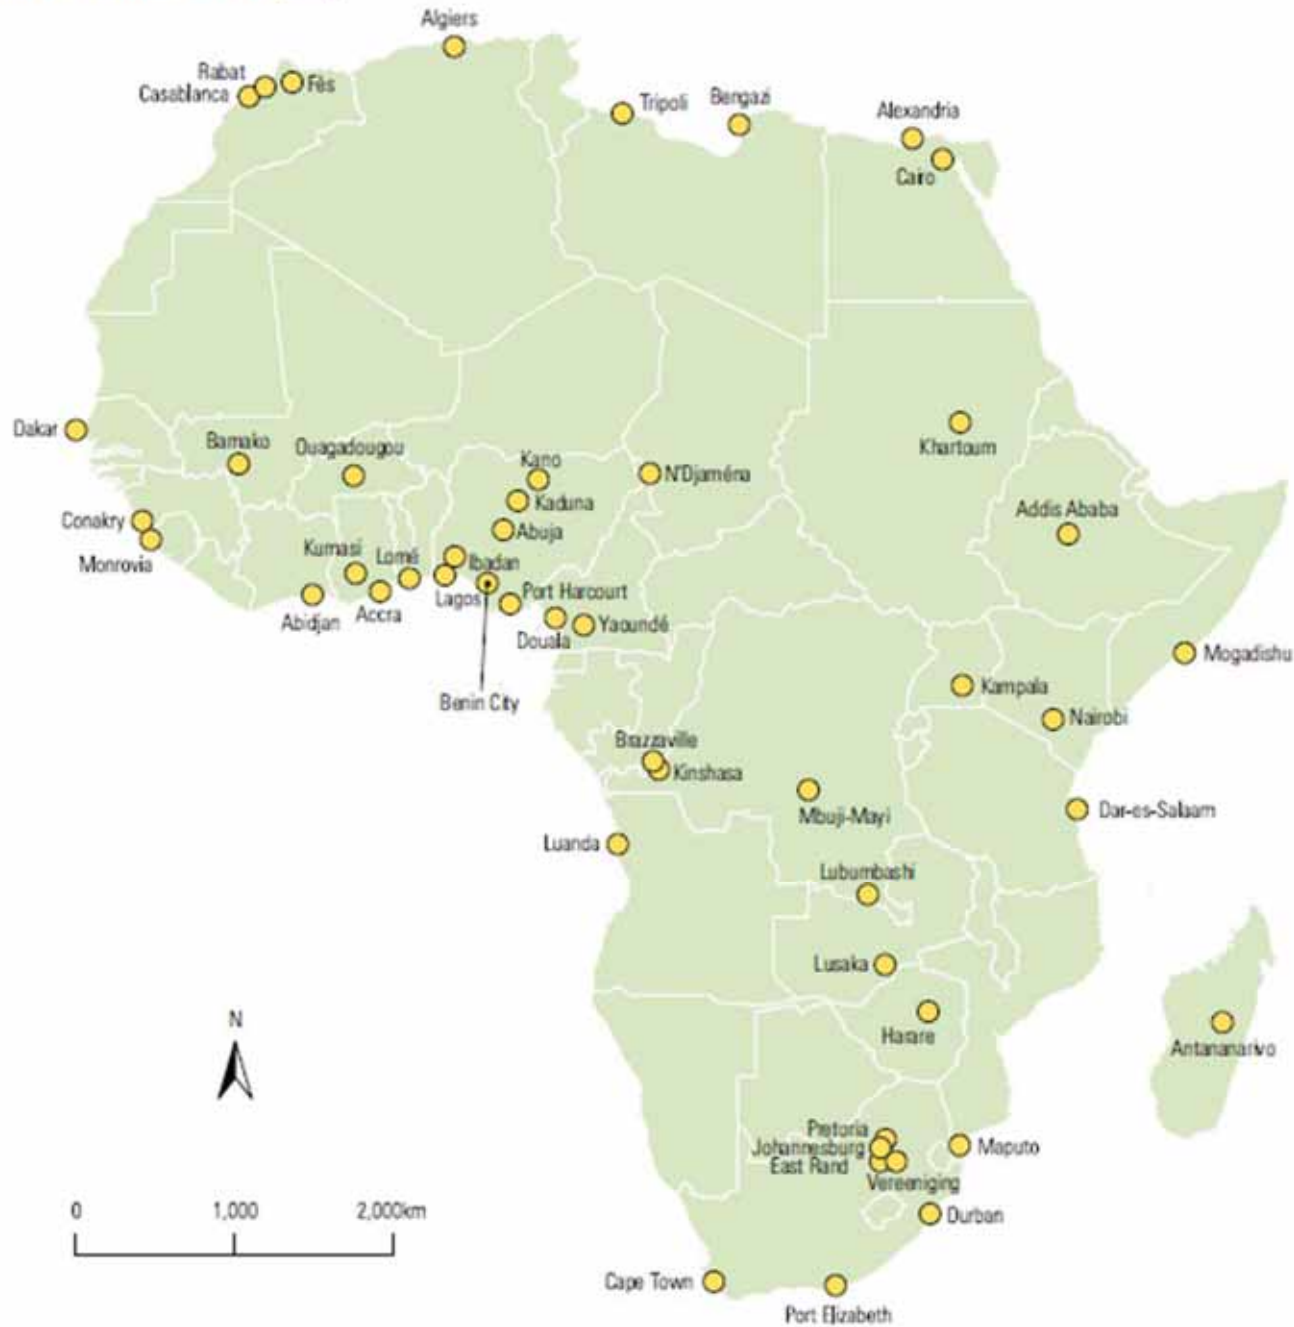 Algiers
Rabat
Casablanca
Fès
Tripoli
Bengazi
Alexandria
Cairo
Dakar
Bamako
Ouagadougou
Kano
N'Djaména
Khartoum
Kaduna
Conakry
Abuja
Addis Ababa
Monrovia
Kumasi
Lomé
Ibadan
Lagos
Port Harcourt
Abidjan
Accra
Douala
Yaoundé
Mogadishu
Benin City
Kampala
Nairobi
Brazzaville
Kinshasa
Mbuji-Mayi
Dar-es-Salaam
Luanda
Lubumbashi
Lusaka
N
Harare
Antananarivo
Pretoria
Johannesburg
East Rand
Maputo
Vereeniging
0 1,000 2,000km
Durban
Cape Town
Port Elizabeth